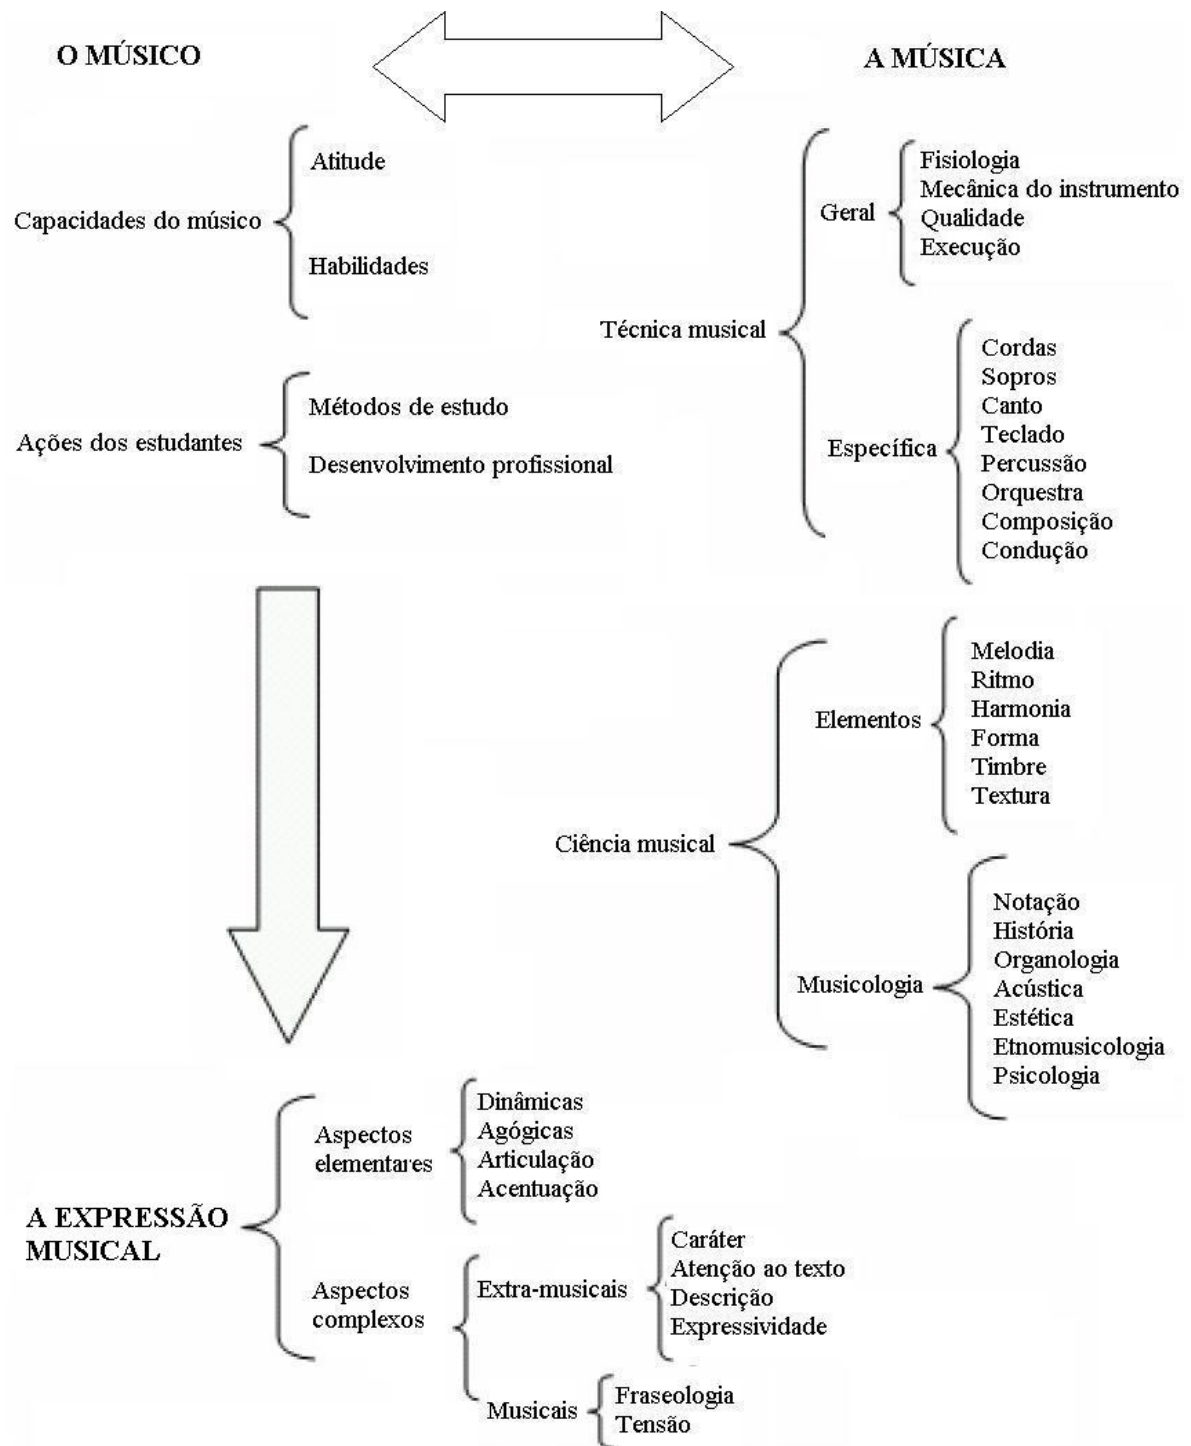 O MÚSICO
A MÚSICA
Capacidades do músico
Atitude
Habilidades
Ações dos estudantes
Métodos de estudo
Desenvolvimento profissional
Técnica musical
Geral
Fisiologia
Mecânica do instrumento
Qualidade
Execução
Específica
Cordas
Sopros
Canto
Teclado
Percussão
Orquestra
Composição
Condução
Ciência musical
Elementos
Melodia
Ritmo
Harmonia
Forma
Timbre
Textura
Musicologia
Notação
História
Organologia
Acústica
Estética
Etnomusicologia
Psicologia
A EXPRESSÃO
MUSICAL
Aspectos
elementares
Dinâmicas
Agógicas
Articulação
Acentuação
Aspectos
complexos
Extra-musicais
Caráter
Atenção ao texto
Descrição
Expressividade
Musicais
Fraseologia
Tensão